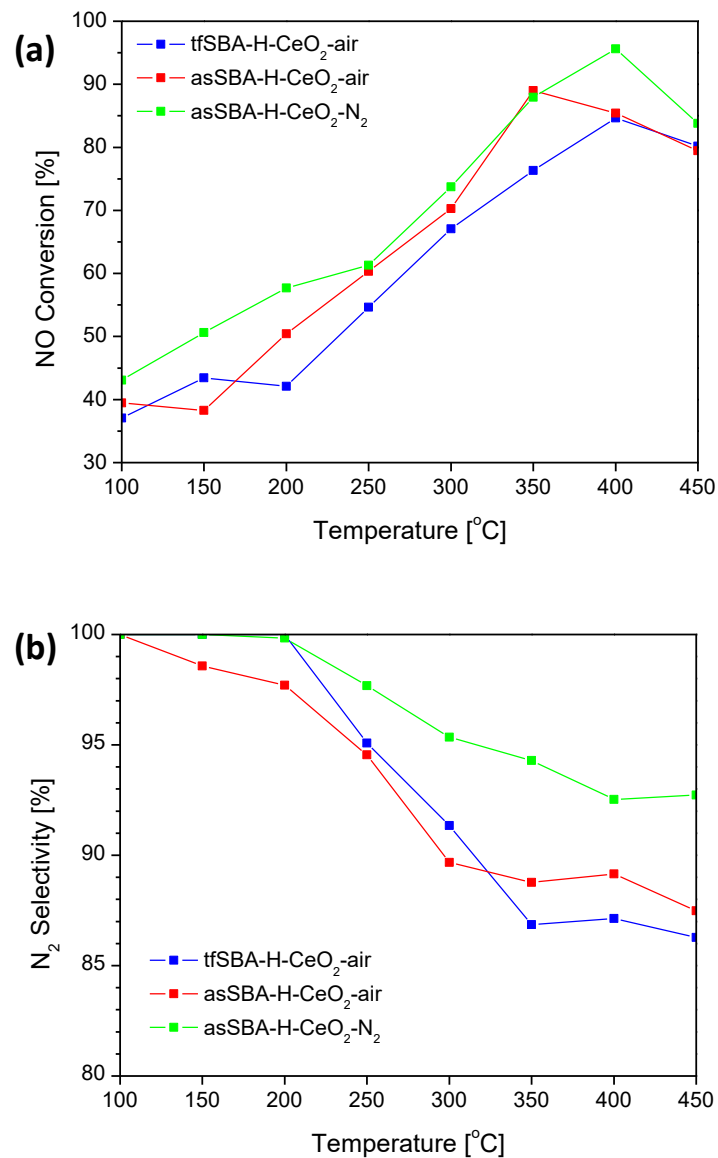 (a)
tfSBA-H-CeO₂-air
asSBA-H-CeO₂-air
asSBA-H-CeO₂-N₂
NO Conversion [%]
100
90
80
70
60
50
40
30
100 150 200 250 300 350 400 450
Temperature [°C]
(b)
N₂ Selectivity [%]
100
95
90
85
80
tfSBA-H-CeO₂-air
asSBA-H-CeO₂-air
asSBA-H-CeO₂-N₂
100 150 200 250 300 350 400 450
Temperature [°C]